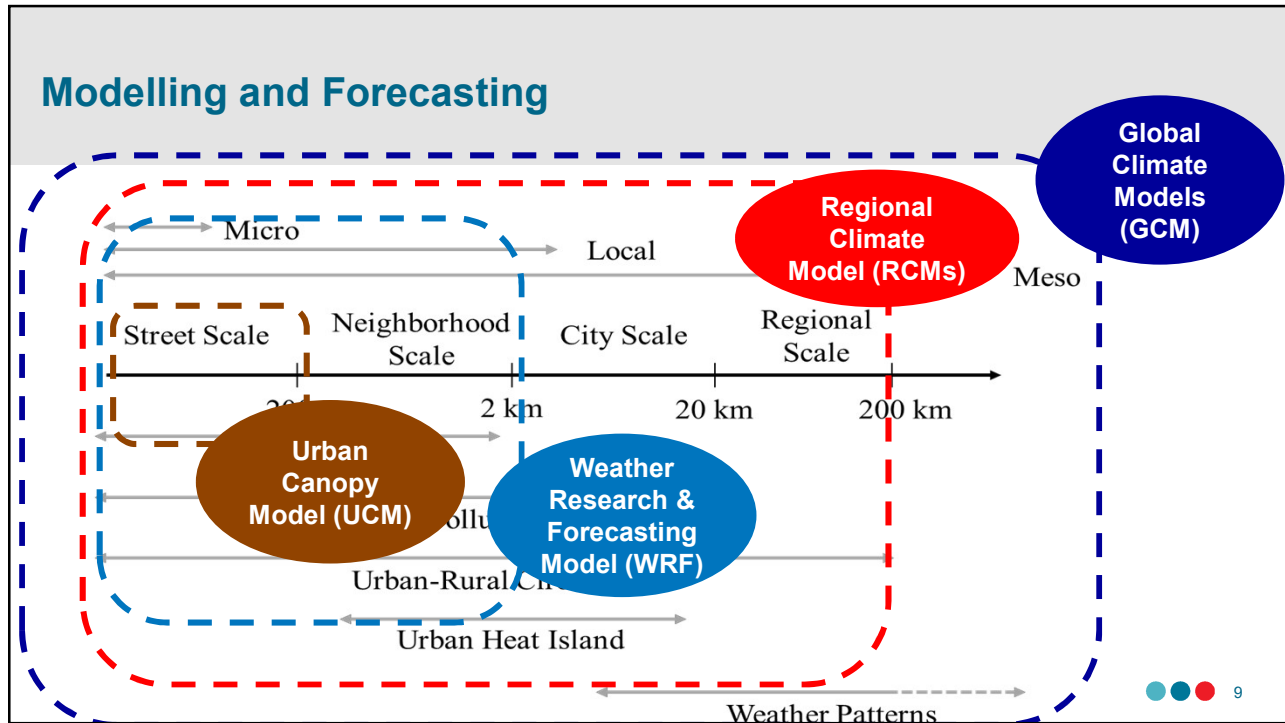 Modelling and Forecasting
Global
Climate
Models
(GCM)
Regional
Climate
Model (RCMs)
Micro
Local
Meso
Street Scale
Neighborhood
Scale
City Scale
Regional
Scale
2 km
20 km
200 km
Urban
Canopy
Model (UCM)
Weather
Research &
Forecasting
Model (WRF)
Urban-Rural
Urban Heat Island
Weather Patterns
9